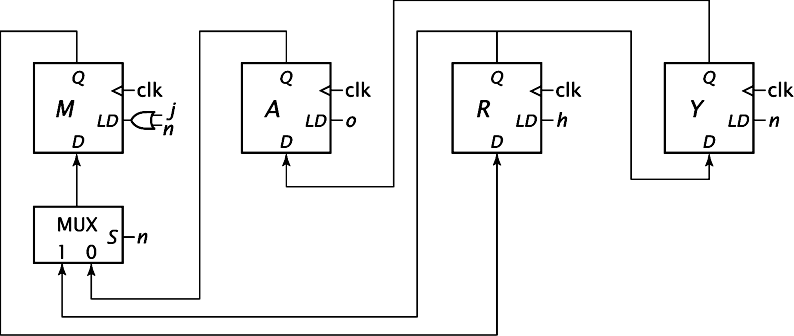 Q Q Q Q
clk clk clk clk
M A R Y
j
LD LD o LD h LD n
n
D D D D
MUX
S n
1 0